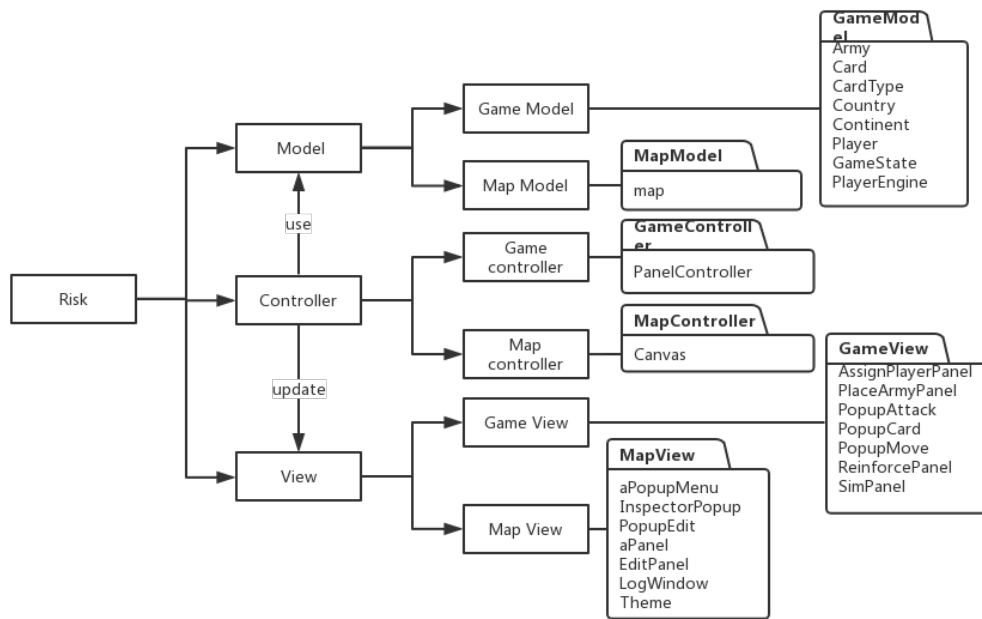 GameMod
el
Army
Card
CardType
Country
Continent
Player
GameState
PlayerEngine
Game Model
Model
Map Model
MapModel
map
use
Risk
Controller
Game
controller
GameController
PanelController
Map
controller
MapController
Canvas
update
View
Game View
GameView
AssignPlayerPanel
PlaceArmyPanel
PopupAttack
PopupCard
PopupMove
ReinforcePanel
SimPanel
Map View
MapView
aPopupMenu
InspectorPopup
PopupEdit
aPanel
EditPanel
LogWindow
Theme